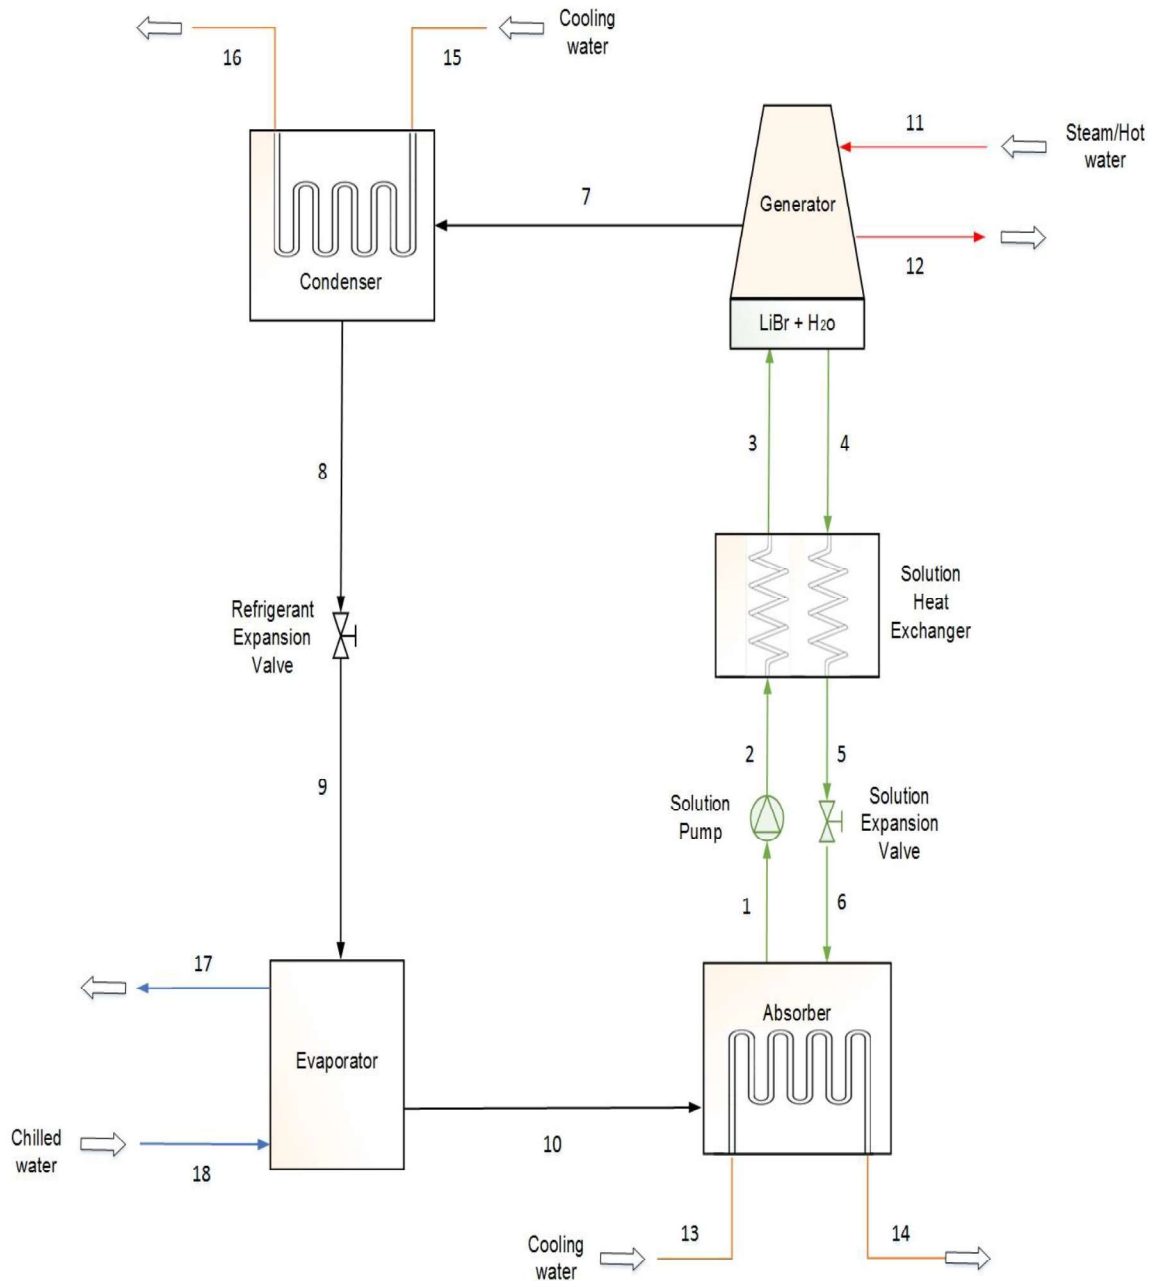 16
15
Cooling
water
11
Steam/Hot
water
Generator
7
12
Condenser
LiBr + H₂o
8
3
4
Refrigerant
Expansion
Valve
Solution
Heat
Exchanger
9
2
5
Solution
Pump
Solution
Expansion
Valve
1
6
17
Evaporator
Absorber
Chilled
water
18
10
Cooling
water
13
14